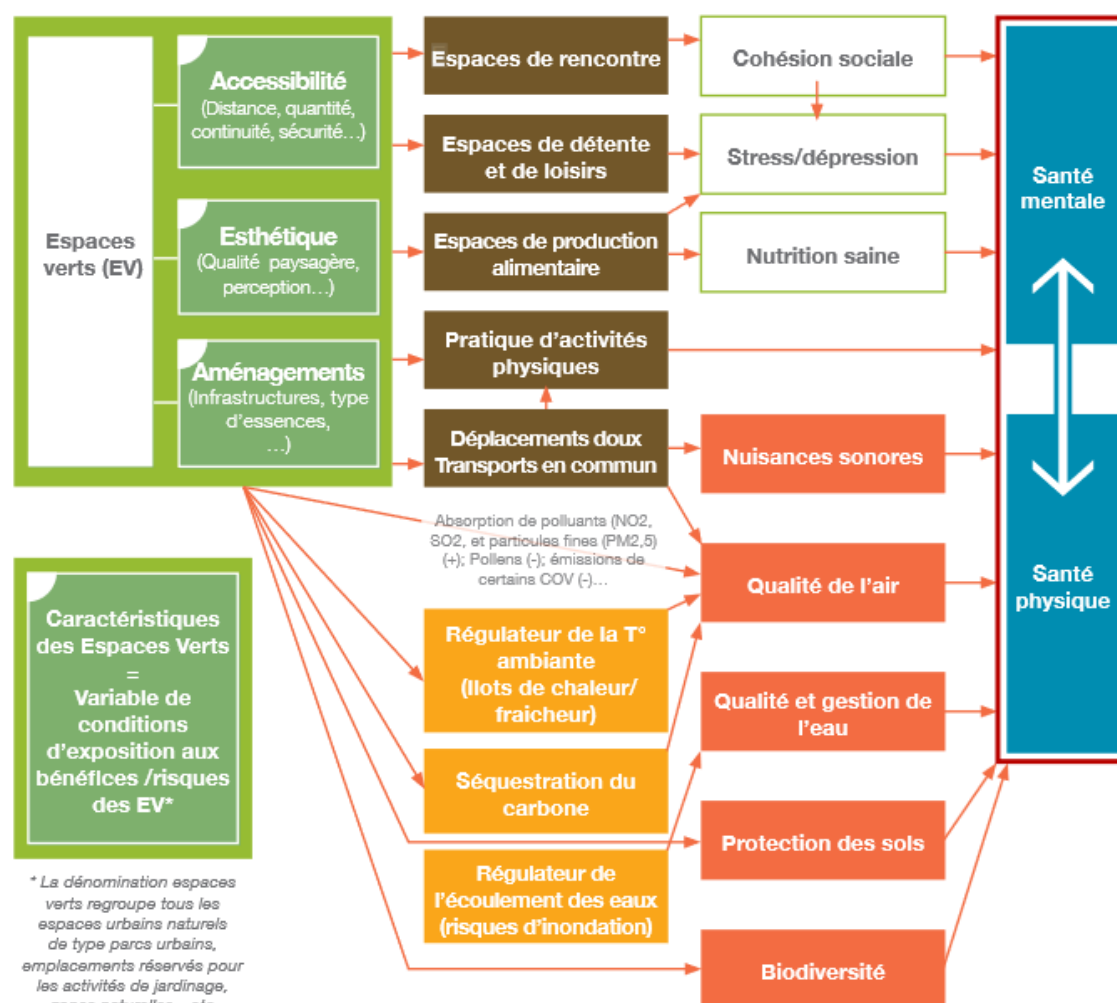 Espaces
verts (EV)
Accessibilité
(Distance, quantité,
continuité, sécurité…)
Esthétique
(Qualité paysagère,
perception…)
Aménagements
(Infrastructures, type
d'essences,
…)
Espaces de rencontre
Espaces de détente
et de loisirs
Espaces de production
alimentaire
Pratique d'activités
physiques
Déplacements doux
Transports en commun
Cohésion sociale
Stress/dépression
Nutrition saine
Nuisances sonores
Absorption de polluants (NO2,
SO2, et particules fines (PM2,5)
(+); Pollens (-); émissions de
certains COV (-)…
Qualité de l'air
Régulateur de la T°
ambiante
(Ilots de chaleur/
fraicheur)
Qualité et gestion de
l'eau
Séquestration du
carbone
Protection des sols
Régulateur de
l'écoulement des eaux
(risques d'inondation)
Biodiversité
Santé
mentale
Santé
physique
Caractéristiques
des Espaces Verts
=
Variable de
conditions
d'exposition aux
bénéfices /risques
des EV*
* La dénomination espaces
verts regroupe tous les
espaces urbains naturels
de type parcs urbains,
emplacements réservés pour
les activités de jardinage,